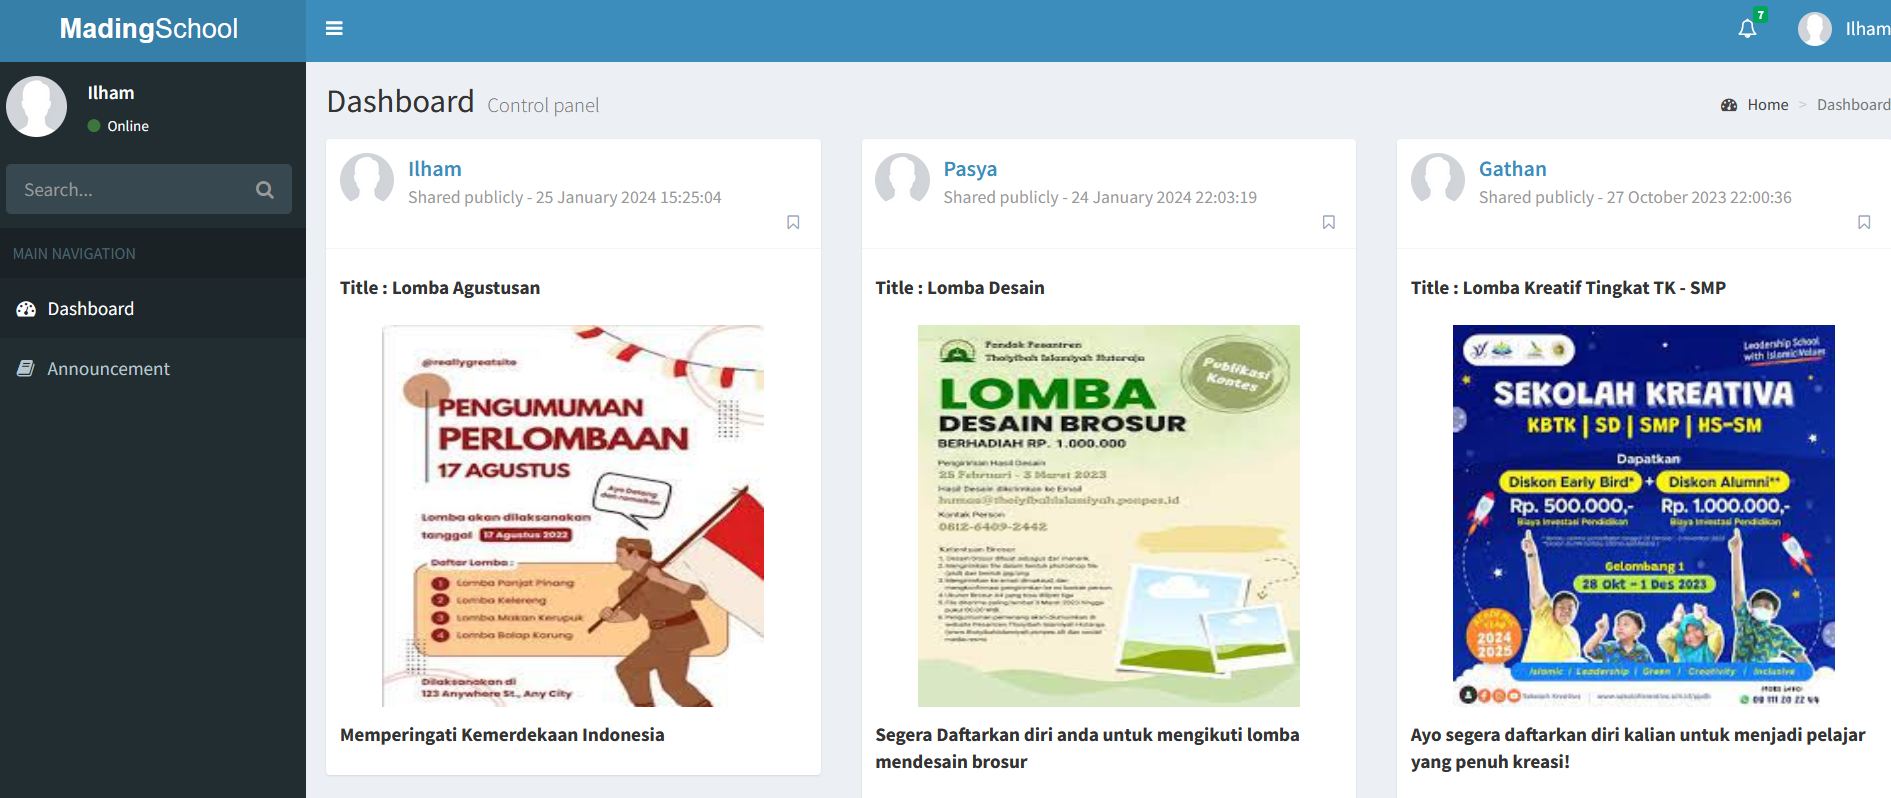 MadingSchool
7
Ilham
Ilham
Online
Search...
MAIN NAVIGATION
Dashboard
Announcement
Dashboard Control panel
Home > Dashboard
Ilham
Shared publicly - 25 January 2024 15:25:04
Title : Lomba Agustusan
@reallygreatsite
PENGUMUMAN
PERLOMBAAN
17 AGUSTUS
Ayo Datang
dan ramaikan
Lomba akan dilaksanakan
tanggal 17 Agustus 2022
Daftar Lomba :
1 Lomba Panjat Pinang
2 Lomba Kelereng
3 Lomba Makan Kerupuk
4 Lomba Balap Karung
Dilaksanakan di
123 Anywhere St., Any City
Memperingati Kemerdekaan Indonesia
Pasya
Shared publicly - 24 January 2024 22:03:19
Title : Lomba Desain
Pondok Pesantren
Thoiyibah Islamiyah Hutaraja
Publikasi
Kontes
LOMBA
DESAIN BROSUR
BERHADIAH RP. 1.000.000
Pengiriman Hasil Desain
25 Februari - 3 Maret 2023
Hasil Desain dikirimkan ke Email
humas@thoiyibahislamiyah.ponpes.id
Kontak Person
0812-6409-2442
Ketentuan Brosur
Segera Daftarkan diri anda untuk mengikuti lomba
mendesain brosur
Gathan
Shared publicly - 27 October 2023 22:00:36
Title : Lomba Kreatif Tingkat TK - SMP
Leadership School
with Islamic Values
SEKOLAH KREATIVA
KBTK | SD | SMP | HS-SM
Dapatkan
Diskon Early Bird* + Diskon Alumni**
Rp. 500.000,- Rp. 1.000.000,-
Biaya Investasi Pendidikan Biaya Investasi Pendidikan
Gelombang 1
28 Okt - 1 Des 2023
2024
2025
Islamic / Leadership / Green / Creativity / Inclusive
Sekolah Kreativa
08 111 20 22 44
Ayo segera daftarkan diri kalian untuk menjadi pelajar
yang penuh kreasi!